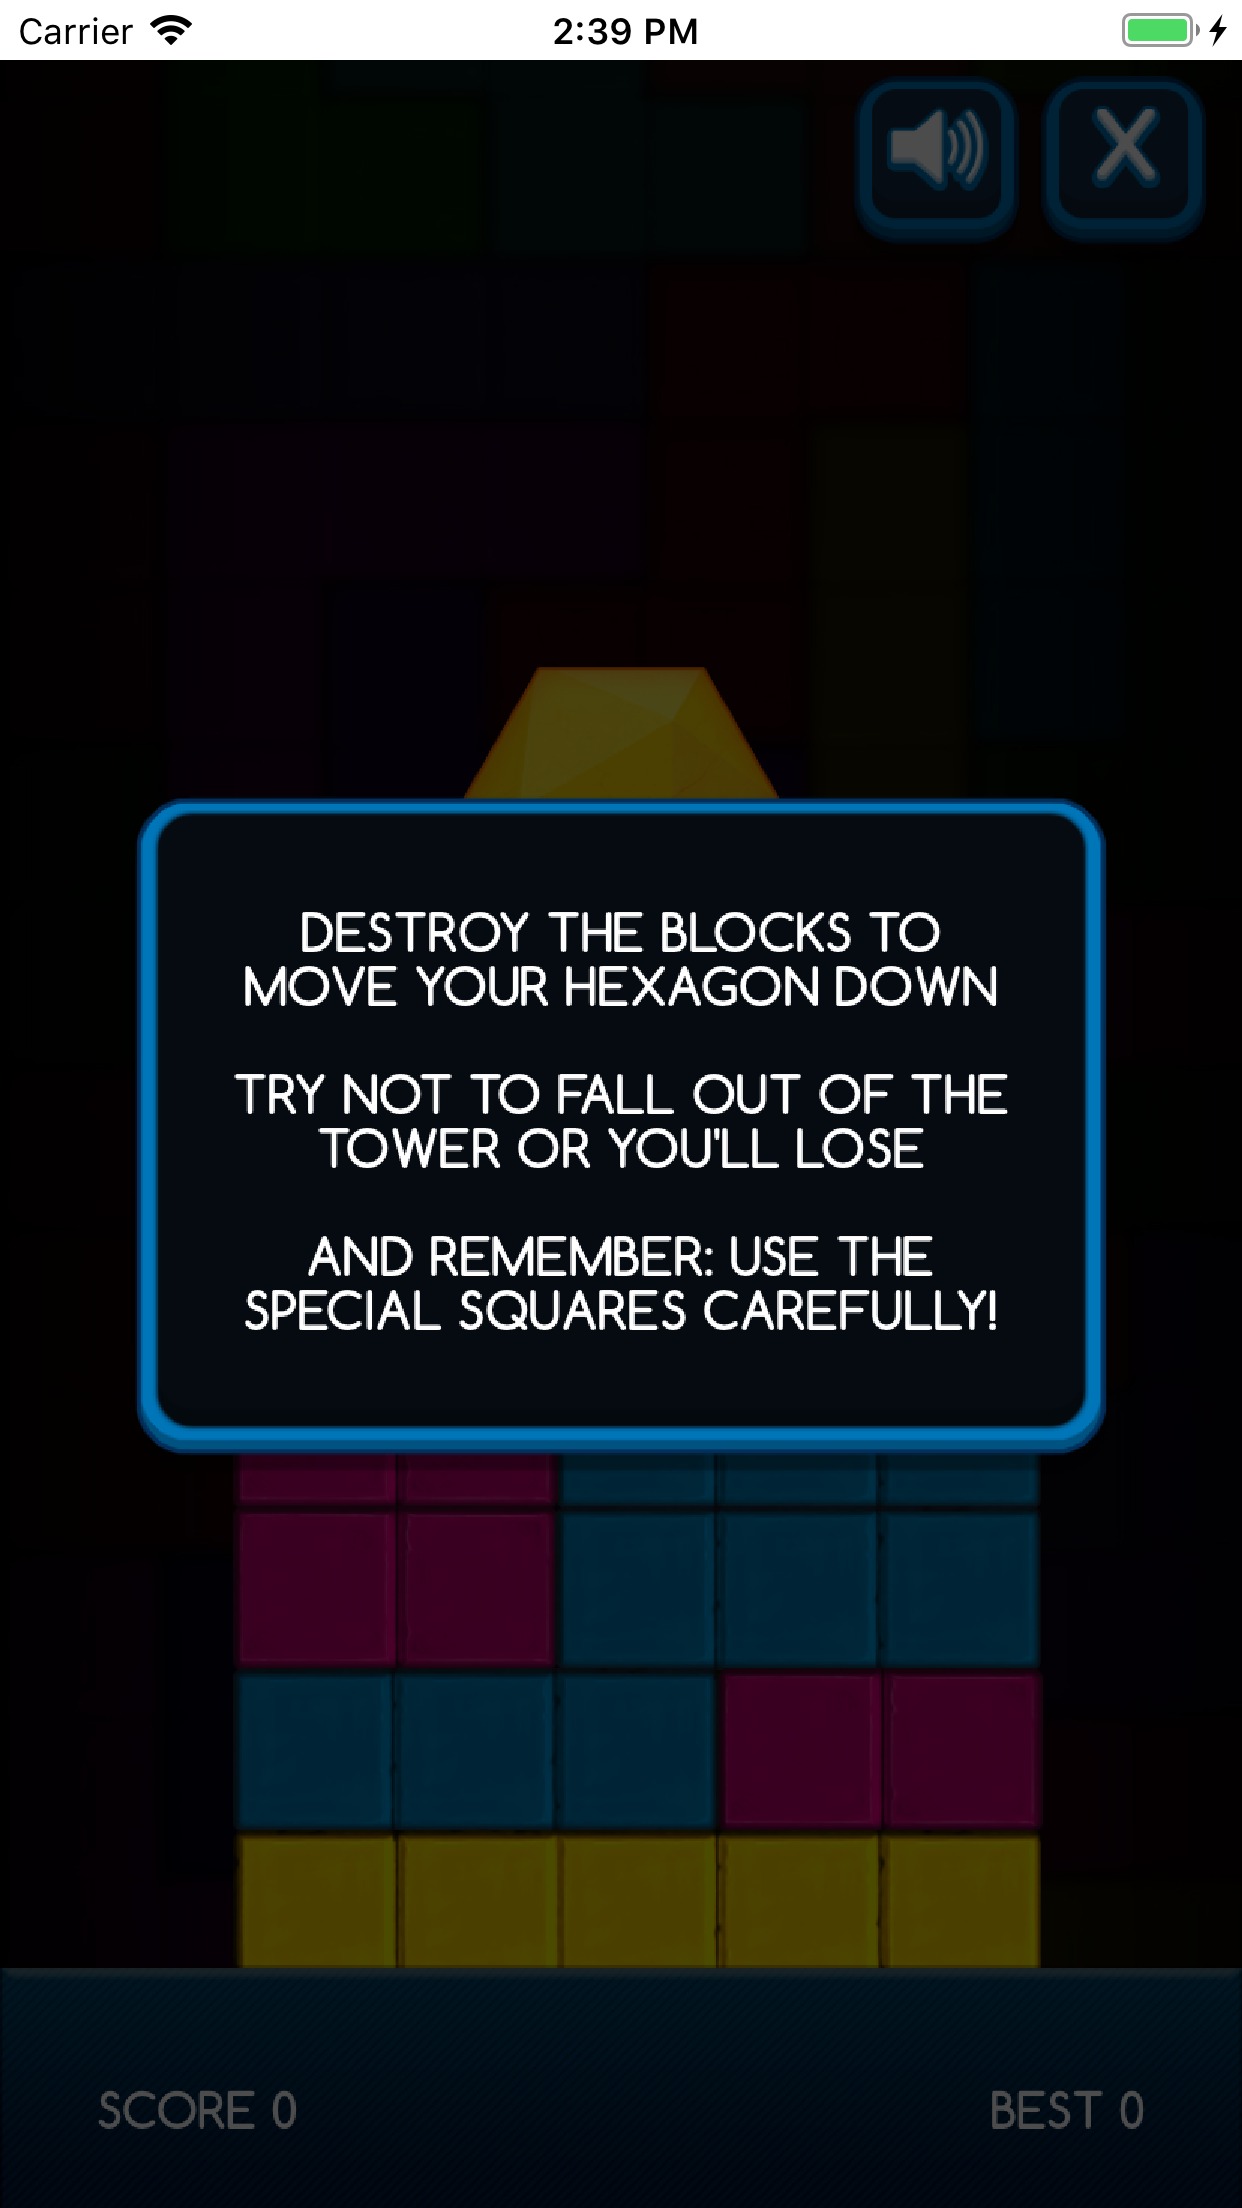 Carrier 2:39 PM
X
DESTROY THE BLOCKS TO
MOVE YOUR HEXAGON DOWN
TRY NOT TO FALL OUT OF THE
TOWER OR YOU'LL LOSE
AND REMEMBER: USE THE
SPECIAL SQUARES CAREFULLY!
SCORE 0 BEST 0